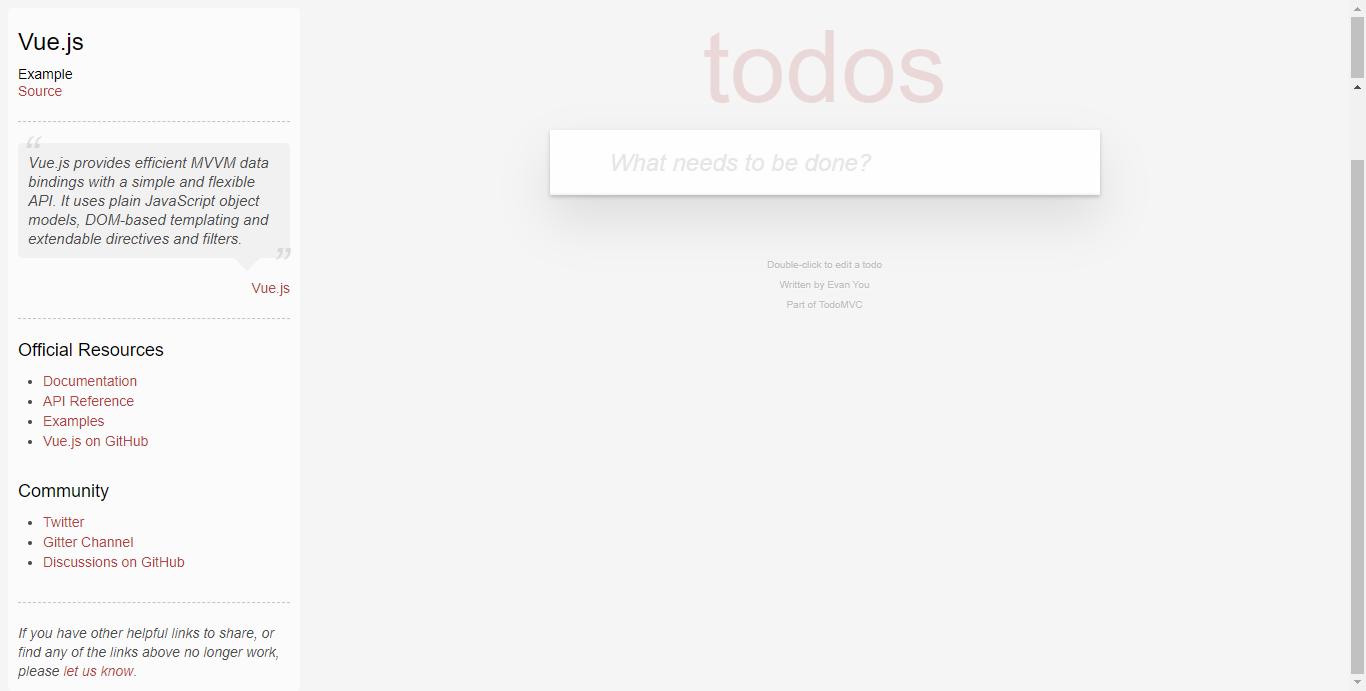 Vue.js
Example
Source
“
Vue.js provides efficient MVVM data
bindings with a simple and flexible
API. It uses plain JavaScript object
models, DOM-based templating and
extendable directives and filters.
”
Vue.js
Official Resources
Documentation
API Reference
Examples
Vue.js on GitHub
Community
Twitter
Gitter Channel
Discussions on GitHub
If you have other helpful links to share, or
find any of the links above no longer work,
please let us know.
todos
What needs to be done?
Double-click to edit a todo
Written by Evan You
Part of TodoMVC